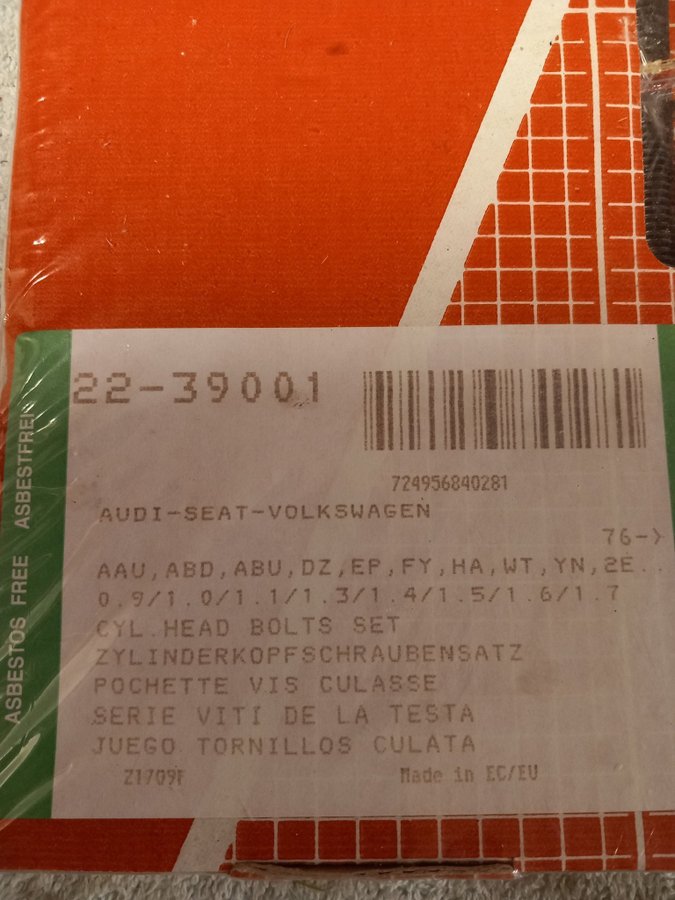 22-39001
724956840281
AUDI-SEAT-VOLKSWAGEN
76->
AAU,ABD,ABU,DZ,EP,FY,HA,WT,YN,2E...
0.9/1.0/1.1/1.3/1.4/1.5/1.6/1.7
CYL.HEAD BOLTS SET
ZYLINDERKOPFSCHRAUBENSATZ
POCHETTE VIS CULASSE
SERIE VITI DE LA TESTA
JUEGO TORNILLOS CULATA
Z1709F Made in EC/EU
ASBESTOS FREE ASBESTFREI